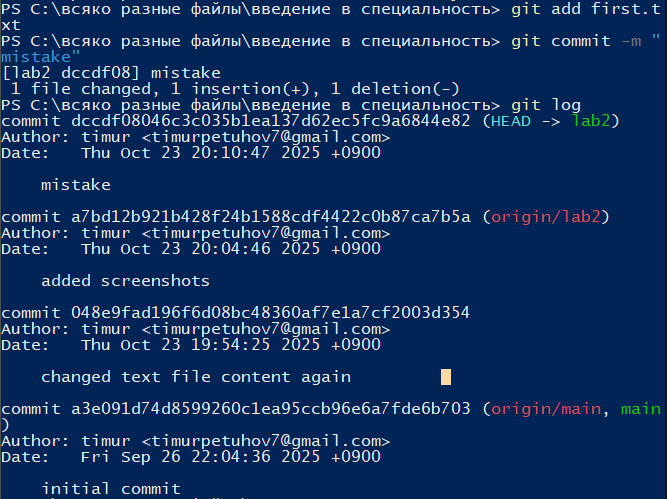 PS C:\всяко разные файлы\введение в специальность> git add first.t
xt
PS C:\всяко разные файлы\введение в специальность> git commit -m "
mistake"
[lab2 dccdf08] mistake
 1 file changed, 1 insertion(+), 1 deletion(-)
PS C:\всяко разные файлы\введение в специальность> git log
commit dccdf08046c3c035b1ea137d62ec5fc9a6844e82 (HEAD -> lab2)
Author: timur <timurpetuhov7@gmail.com>
Date:   Thu Oct 23 20:10:47 2025 +0900
    mistake
commit a7bd12b921b428f24b1588cdf4422c0b87ca7b5a (origin/lab2)
Author: timur <timurpetuhov7@gmail.com>
Date:   Thu Oct 23 20:04:46 2025 +0900
    added screenshots
commit 048e9fad196f6d08bc48360af7e1a7cf2003d354
Author: timur <timurpetuhov7@gmail.com>
Date:   Thu Oct 23 19:54:25 2025 +0900
    changed text file content again
commit a3e091d74d8599260c1ea95ccb96e6a7fde6b703 (origin/main, main
)
Author: timur <timurpetuhov7@gmail.com>
Date:   Fri Sep 26 22:04:36 2025 +0900
    initial commit